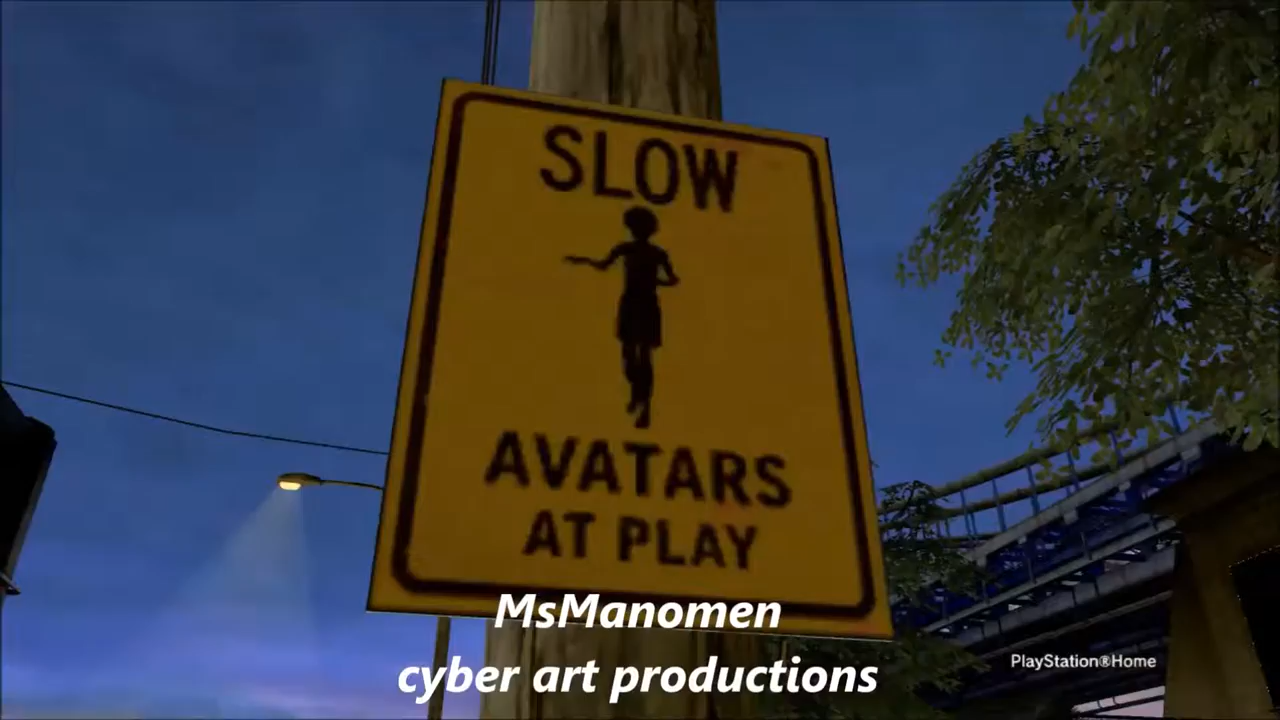 SLOW
AVATARS
AT PLAY
MsManomen
cyber art productions
PlayStation®Home